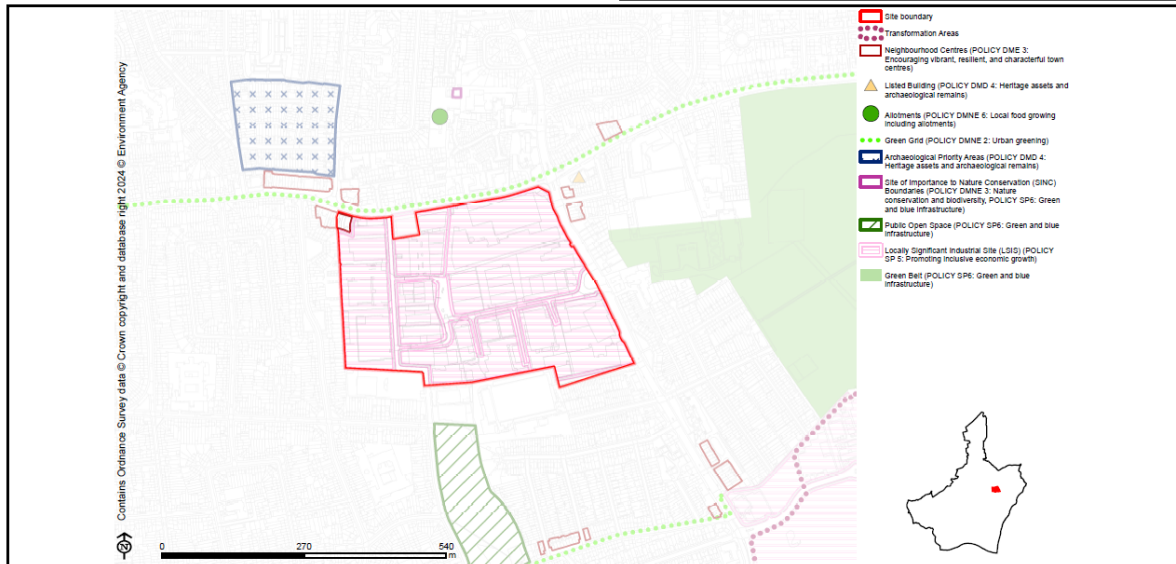 Site boundary
Transformation Areas
Neighbourhood Centres (POLICY DME 3:
Encouraging vibrant, resilient, and characterful town
centres)
Listed Building (POLICY DMD 4: Heritage assets and
archaeological remains)
Allotments (POLICY DMNE 6: Local food growing
including allotments)
Green Grid (POLICY DMNE 2: Urban greening)
Archaeological Priority Areas (POLICY DMD 4:
Heritage assets and archaeological remains)
Site of Importance to Nature Conservation (SINC)
Boundaries (POLICY DMNE 3: Nature
conservation and biodiversity, POLICY SP6: Green
and blue infrastructure)
Public Open Space (POLICY SP6: Green and blue
infrastructure)
Locally Significant Industrial Site (LSIS) (POLICY
SP 5: Promoting inclusive economic growth)
Green Belt (POLICY SP6: Green and blue
infrastructure)
Contains Ordnance Survey data © Crown copyright and database right 2024 © Environment Agency
N
0 270 540
m